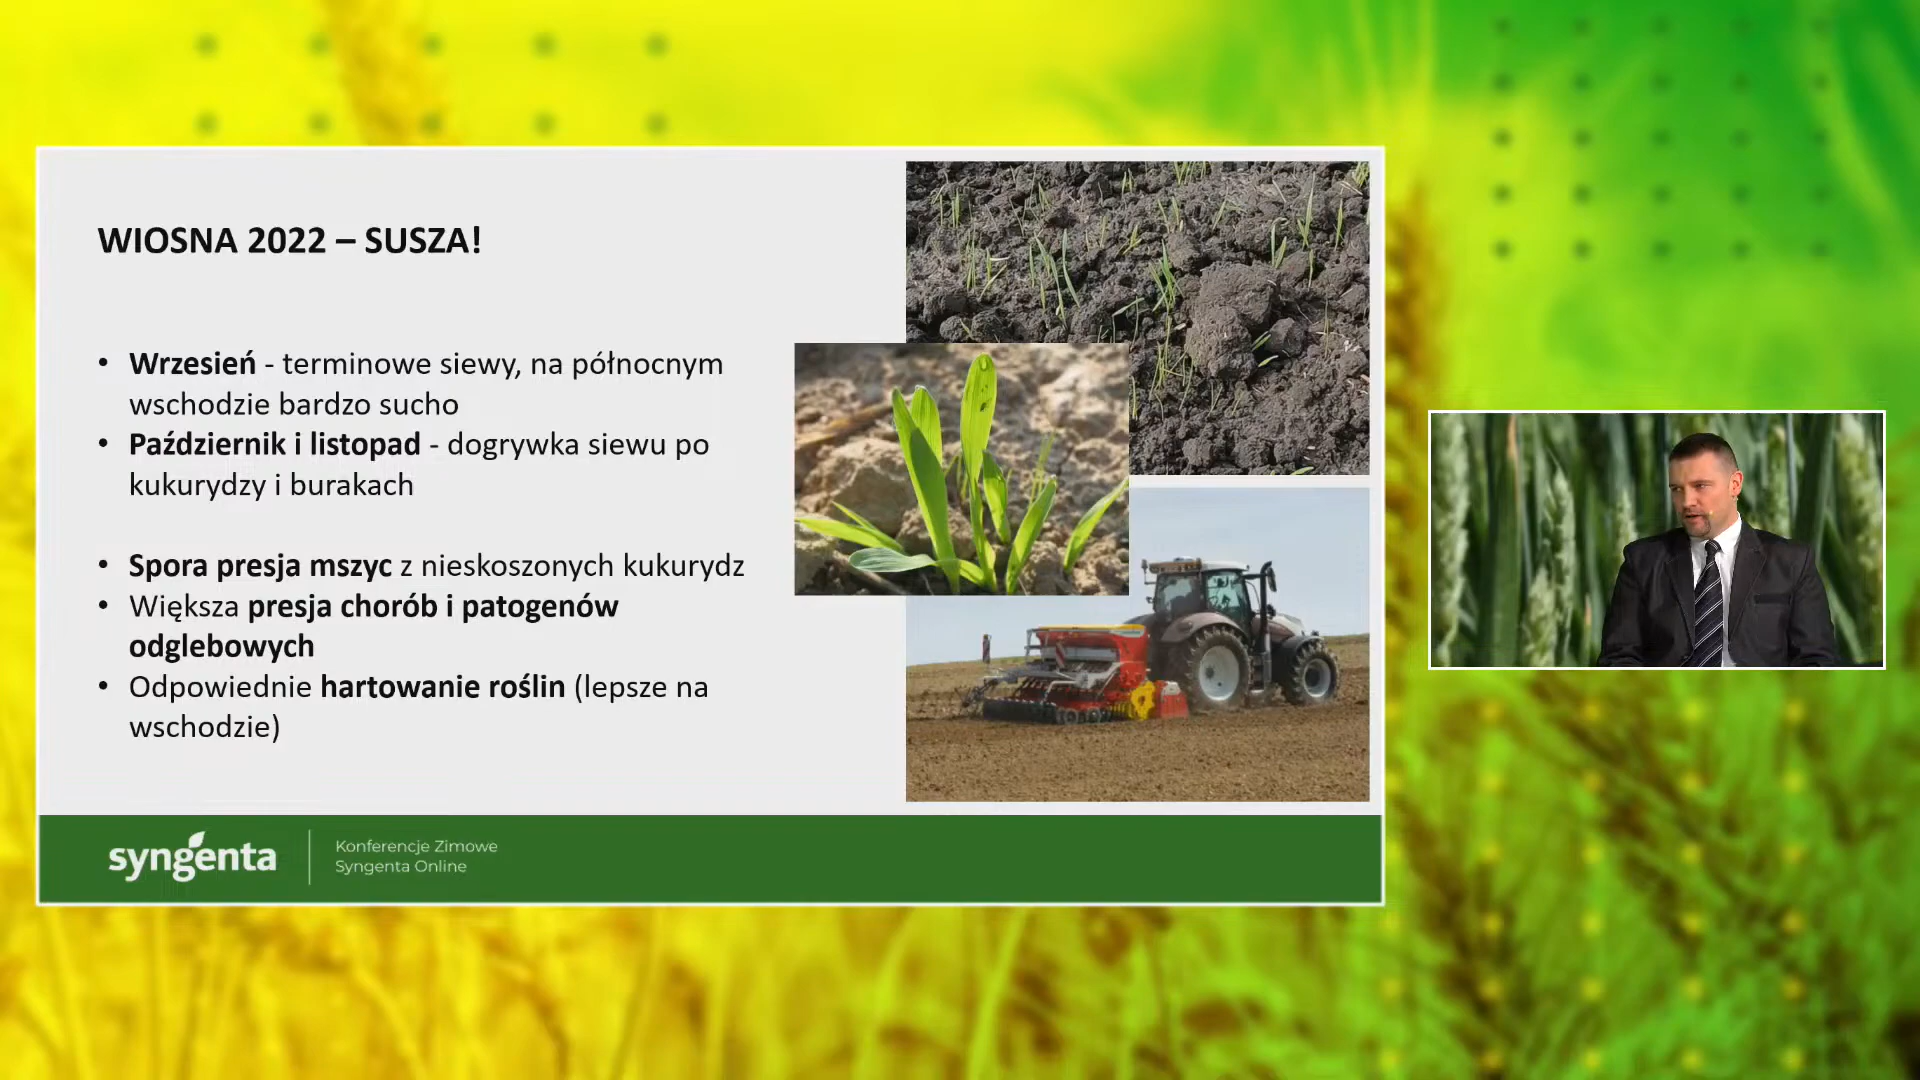 WIOSNA 2022 – SUSZA!
• Wrzesień - terminowe siewy, na północnym
wschodzie bardzo sucho
• Październik i listopad - dogrywka siewu po
kukurydzy i burakach
• Spora presja mszyc z nieskoszonych kukurydz
• Większa presja chorób i patogenów
odglebowych
• Odpowiednie hartowanie roślin (lepsze na
wschodzie)
syngenta
Konferencje Zimowe
Syngenta Online